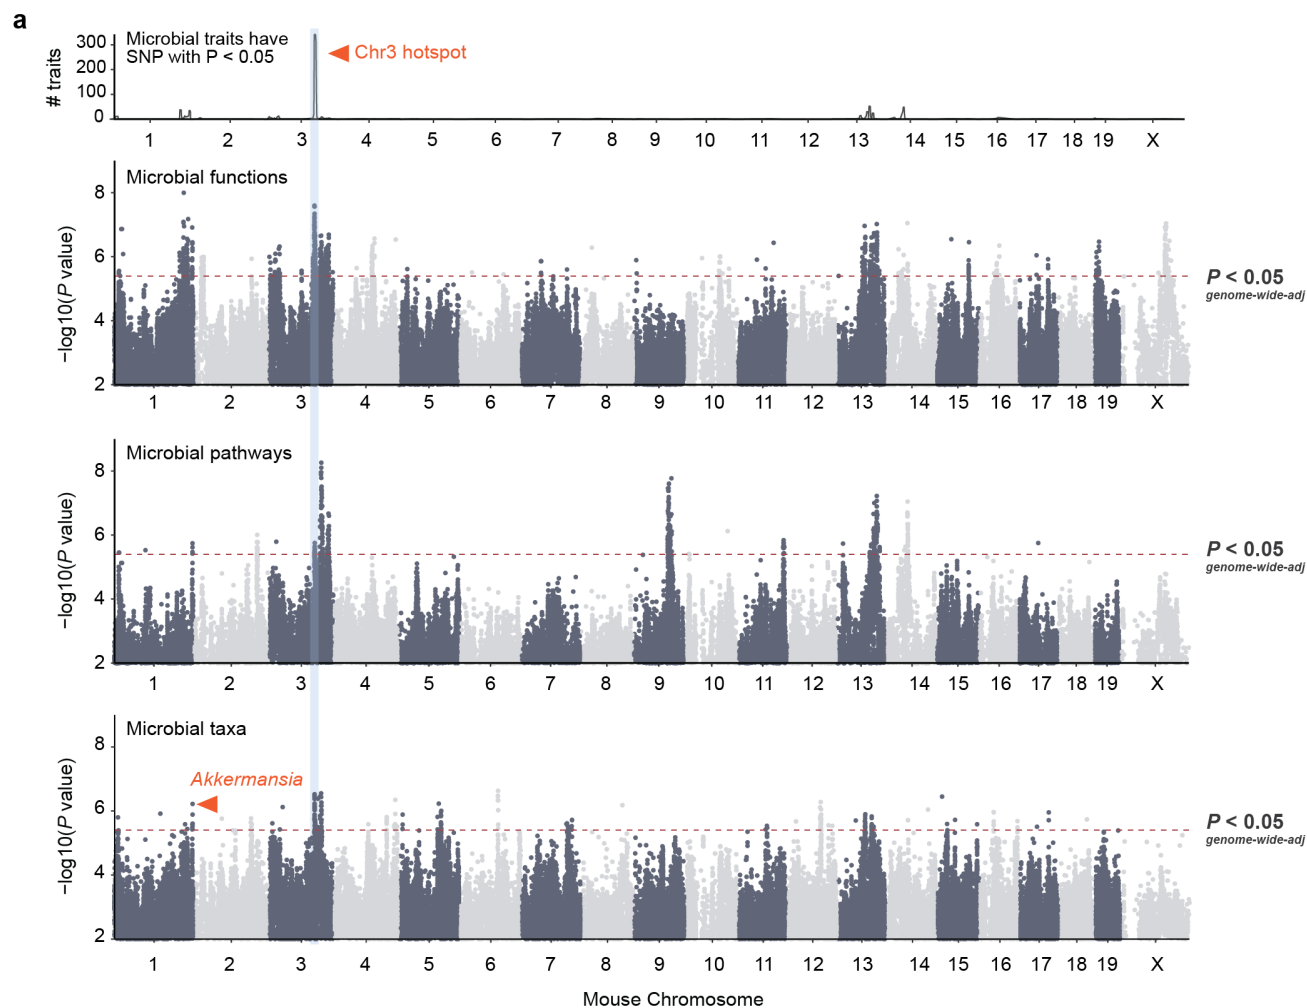 a
Microbial traits have
SNP with P < 0.05
Chr3 hotspot
# traits
300
200
100
0
1 2 3 4 5 6 7 8 9 10 11 12 13 14 15 16 17 18 19 X
Microbial functions
−log10(P value)
8
6
4
2
P < 0.05
genome-wide-adj
1 2 3 4 5 6 7 8 9 10 11 12 13 14 15 16 17 18 19 X
Microbial pathways
−log10(P value)
8
6
4
2
P < 0.05
genome-wide-adj
1 2 3 4 5 6 7 8 9 10 11 12 13 14 15 16 17 18 19 X
Microbial taxa
Akkermansia
−log10(P value)
8
6
4
2
P < 0.05
genome-wide-adj
1 2 3 4 5 6 7 8 9 10 11 12 13 14 15 16 17 18 19 X
Mouse Chromosome